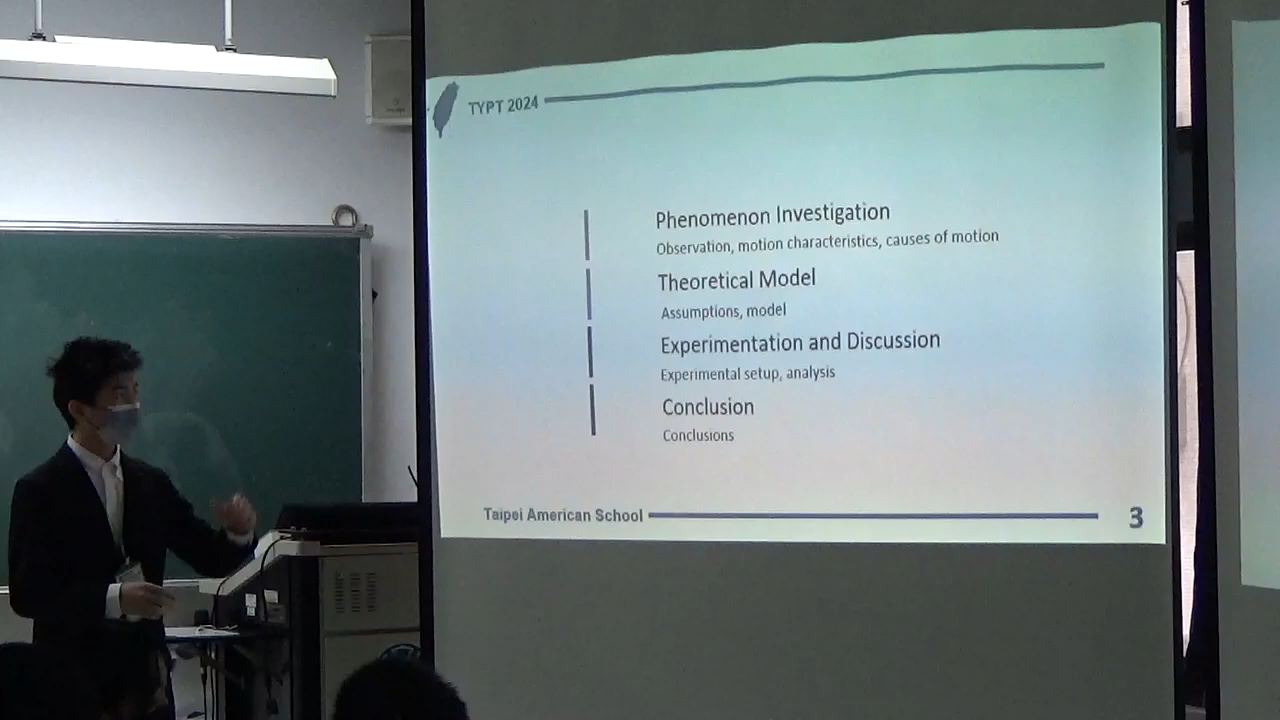 TYPT 2024
Phenomenon Investigation
Observation, motion characteristics, causes of motion
Theoretical Model
Assumptions, model
Experimentation and Discussion
Experimental setup, analysis
Conclusion
Conclusions
Taipei American School
3